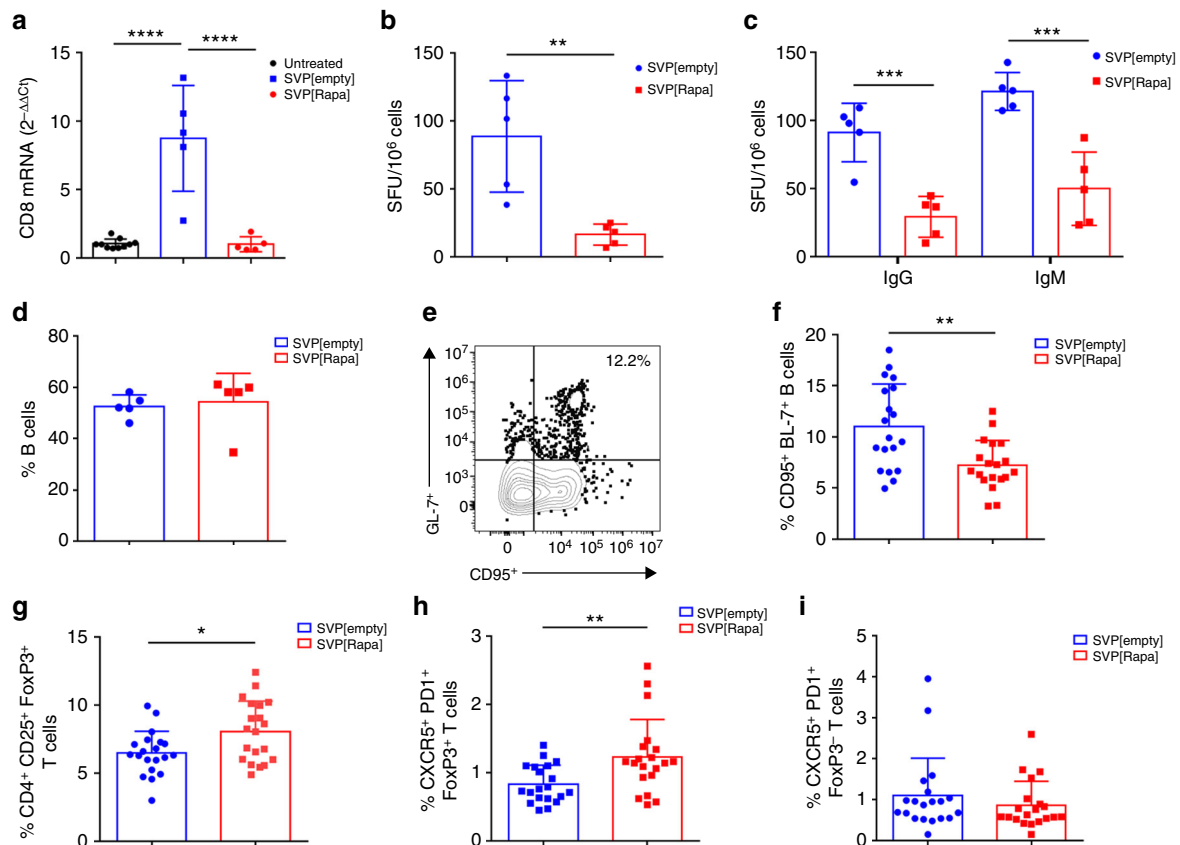 a
CD8 mRNA (2⁻ΔΔCt)
15
10
5
0
****
****
Untreated
SVP[empty]
SVP[Rapa]
b
SFU/10⁶ cells
150
100
50
0
**
SVP[empty]
SVP[Rapa]
c
SFU/10⁶ cells
150
100
50
0
***
***
IgG
IgM
SVP[empty]
SVP[Rapa]
d
% B cells
80
60
40
20
0
SVP[empty]
SVP[Rapa]
e
GL-7⁺
10⁷
10⁶
10⁵
10⁴
10³
0
12.2%
0
10⁴
10⁵
10⁶
10⁷
CD95⁺
f
% CD95⁺ BL-7⁺ B cells
20
15
10
5
0
**
SVP[empty]
SVP[Rapa]
g
% CD4⁺ CD25⁺ FoxP3⁺
T cells
15
10
5
0
*
SVP[empty]
SVP[Rapa]
h
% CXCR5⁺ PD1⁺
FoxP3⁺ T cells
3
2
1
0
**
SVP[empty]
SVP[Rapa]
i
% CXCR5⁺ PD1⁺
FoxP3⁻ T cells
5
4
3
2
1
0
SVP[empty]
SVP[Rapa]